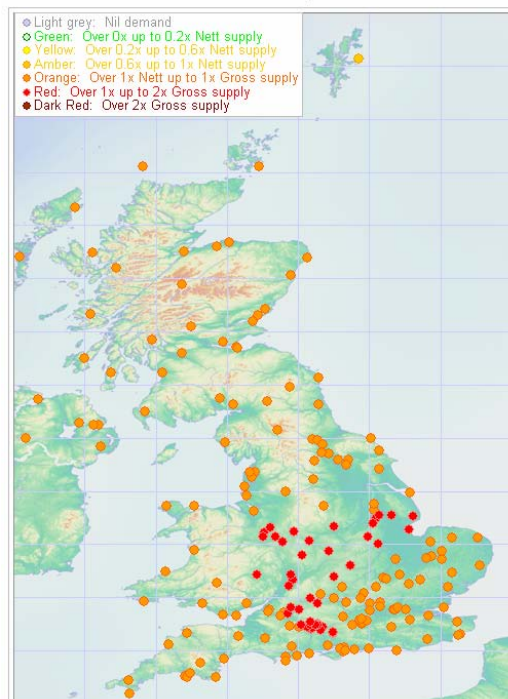 Light grey: Nil demand
Green: Over 0x up to 0.2x Nett supply
Yellow: Over 0.2x up to 0.6x Nett supply
Amber: Over 0.6x up to 1x Nett supply
Orange: Over 1x Nett up to 1x Gross supply
Red: Over 1x up to 2x Gross supply
Dark Red: Over 2x Gross supply